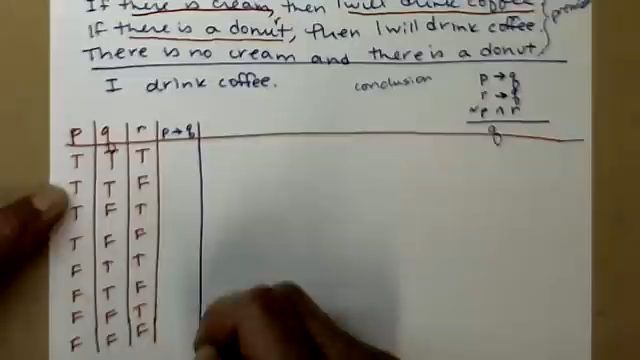 If there is cream, then I will drink coffee.
If there is a donut, then I will drink coffee.
There is no cream and there is a donut.
I drink coffee. conclusion
p → q
r → q
~p ∧ r
q
p q r p→q
T T T
T T F
T F T
T F F
F T T
F T F
F F T
F F F